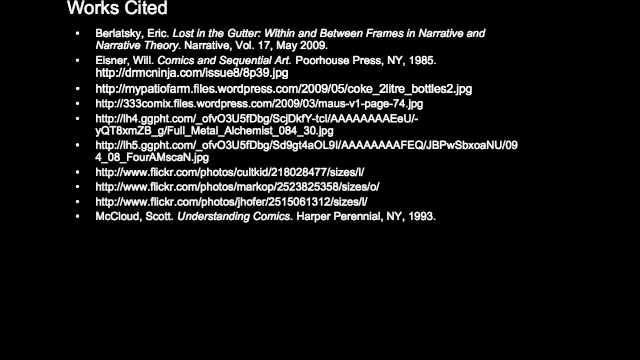 Works Cited
• Berlatsky, Eric. Lost in the Gutter: Within and Between Frames in Narrative and
Narrative Theory. Narrative, Vol. 17, May 2009.
• Eisner, Will. Comics and Sequential Art. Poorhouse Press, NY, 1985.
http://drmcninja.com/issue8/8p39.jpg
• http://mypatiofarm.files.wordpress.com/2009/05/coke_2litre_bottles2.jpg
• http://333comix.files.wordpress.com/2009/03/maus-v1-page-74.jpg
• http://lh4.ggpht.com/_ofvO3U5fDbg/ScjDkfY-tcI/AAAAAAAAEeU/-
yQT8xmZB_g/Full_Metal_Alchemist_084_30.jpg
• http://lh5.ggpht.com/_ofvO3U5fDbg/Sd9gt4aOL9I/AAAAAAAAFEQ/JBPwSbxoaNU/09
4_08_FourAMscaN.jpg
• http://www.flickr.com/photos/cultkid/218028477/sizes/l/
• http://www.flickr.com/photos/markop/2523825358/sizes/o/
• http://www.flickr.com/photos/jhofer/2515061312/sizes/l/
• McCloud, Scott. Understanding Comics. Harper Perennial, NY, 1993.